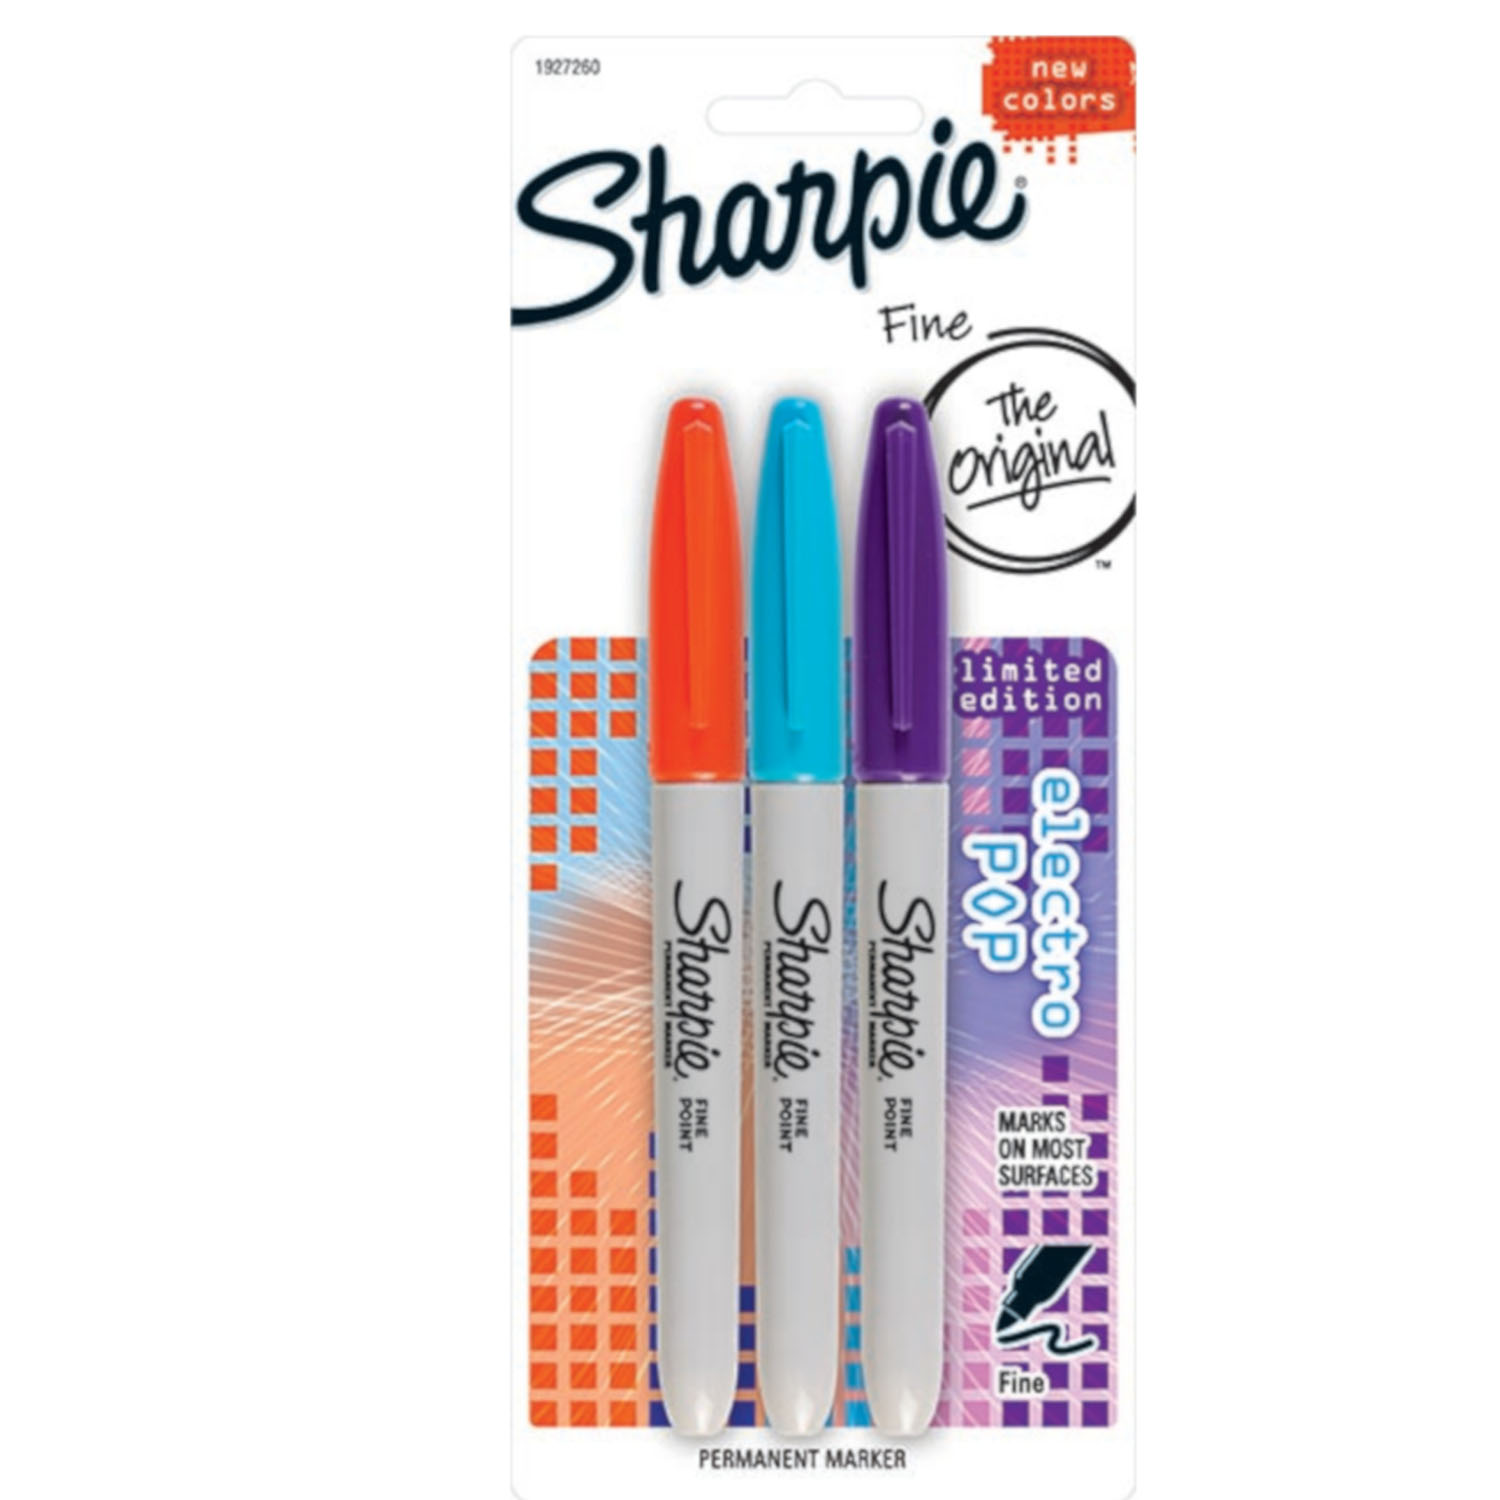 1927260
new
colors
Sharpie®
Fine
The
Original
TM
limited
edition
electro
pop
Sharpie.
PERMANENT MARKER
FINE
POINT
Sharpie.
PERMANENT MARKER
FINE
POINT
Sharpie.
PERMANENT MARKER
FINE
POINT
MARKS
ON MOST
SURFACES
Fine
PERMANENT MARKER